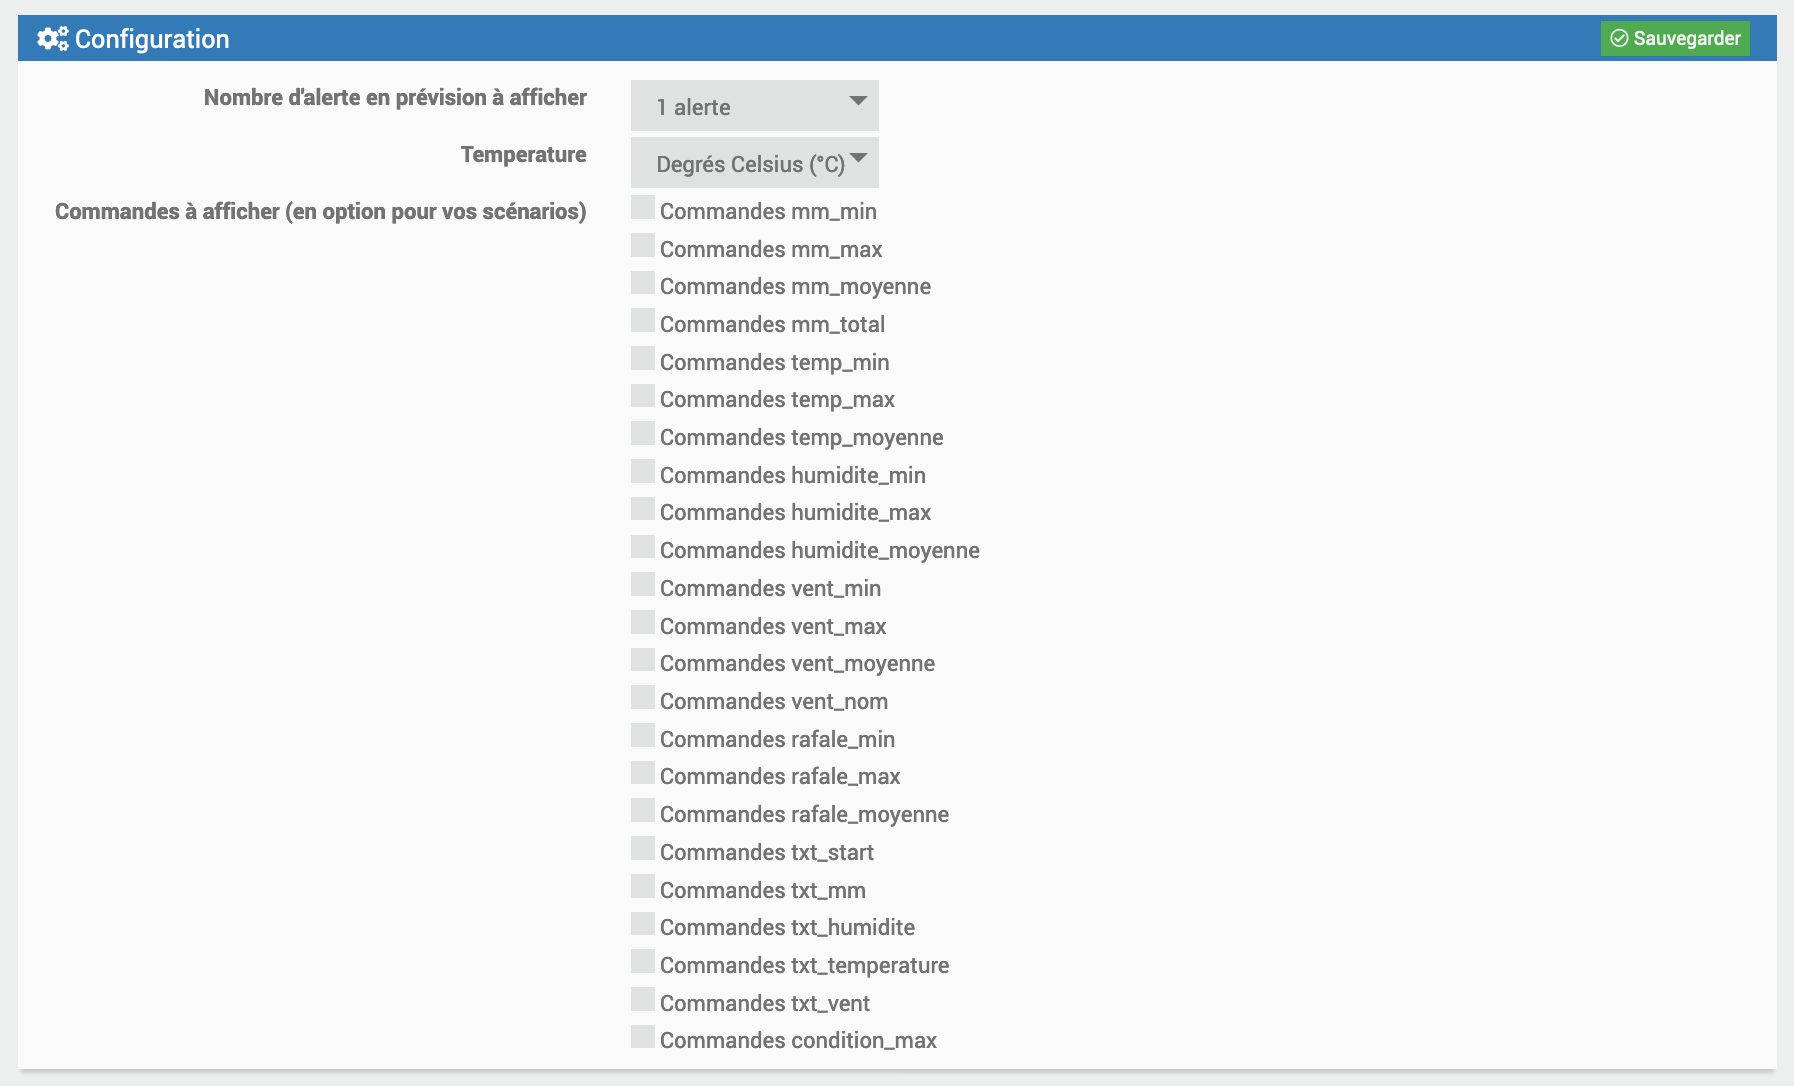 Configuration
Sauvegarder
Nombre d'alerte en prévision à afficher
1 alerte
Temperature
Degrés Celsius (°C)
Commandes à afficher (en option pour vos scénarios)
Commandes mm_min
Commandes mm_max
Commandes mm_moyenne
Commandes mm_total
Commandes temp_min
Commandes temp_max
Commandes temp_moyenne
Commandes humidite_min
Commandes humidite_max
Commandes humidite_moyenne
Commandes vent_min
Commandes vent_max
Commandes vent_moyenne
Commandes vent_nom
Commandes rafale_min
Commandes rafale_max
Commandes rafale_moyenne
Commandes txt_start
Commandes txt_mm
Commandes txt_humidite
Commandes txt_temperature
Commandes txt_vent
Commandes condition_max